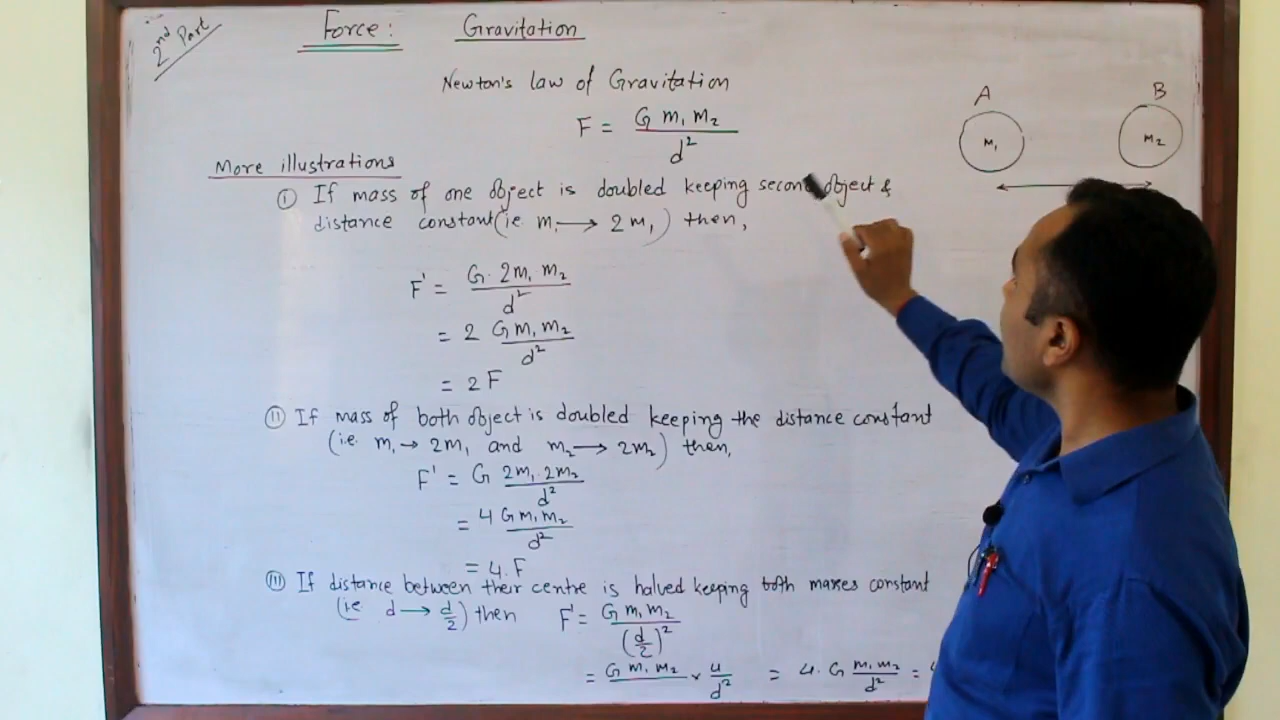 2nd Part
Force: Gravitation
Newton's law of Gravitation
F = G m₁ m₂ / d²
A B
m₁ m₂
More illustrations
(I) If mass of one object is doubled keeping second object &
distance constant (ie. m₁ → 2 m₁) then,
F' = G · 2m₁ · m₂ / d²
= 2 G m₁ m₂ / d²
= 2 F
(II) If mass of both object is doubled keeping the distance constant
(i.e. m₁ → 2m₁ and m₂ → 2m₂) then,
F' = G 2m₁ · 2m₂ / d²
= 4 G m₁ m₂ / d²
= 4. F
(III) If distance between their centre is halved keeping both masses constant
(ie d → d/2) then F' = G m₁ m₂ / (d/2)²
= G m₁ m₂ × 4 / d² = 4. G m₁ m₂ / d² =